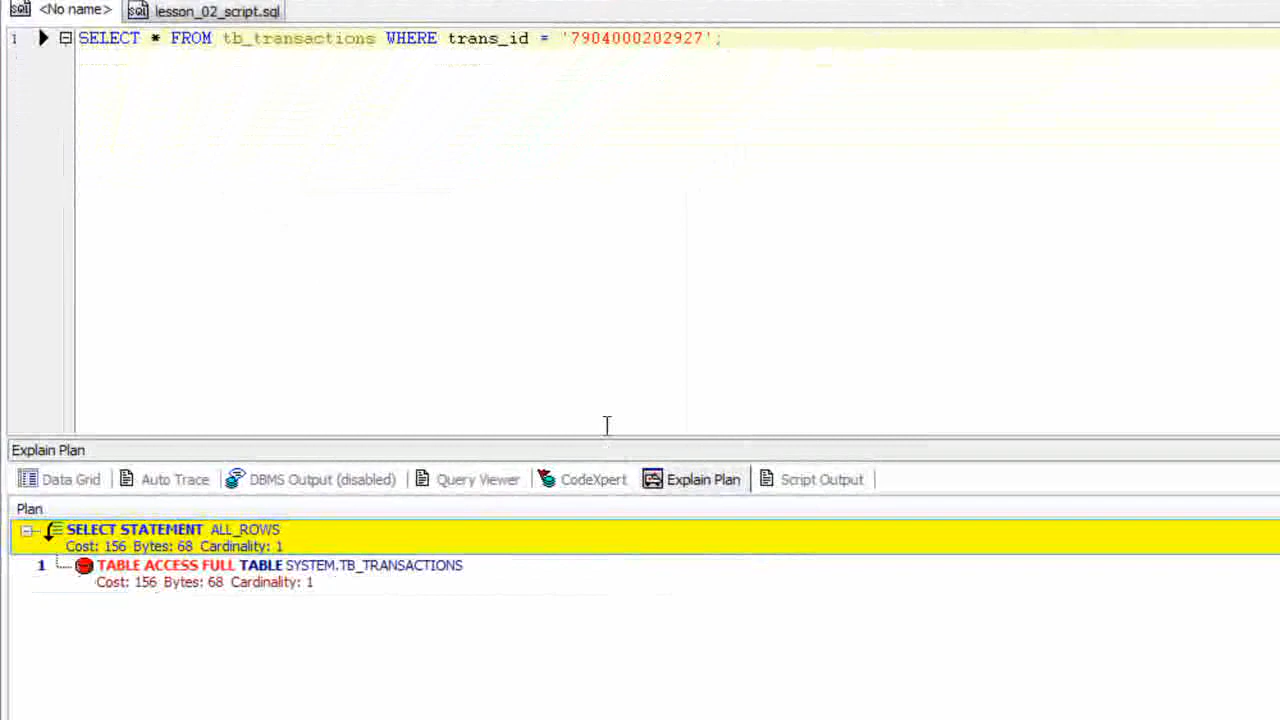 <No name> lesson_02_script.sql
1 SELECT * FROM tb_transactions WHERE trans_id = '7904000202927';
Explain Plan
Data Grid Auto Trace DBMS Output (disabled) Query Viewer CodeXpert Explain Plan Script Output
Plan
SELECT STATEMENT ALL_ROWS
Cost: 156 Bytes: 68 Cardinality: 1
1 TABLE ACCESS FULL TABLE SYSTEM.TB_TRANSACTIONS
Cost: 156 Bytes: 68 Cardinality: 1